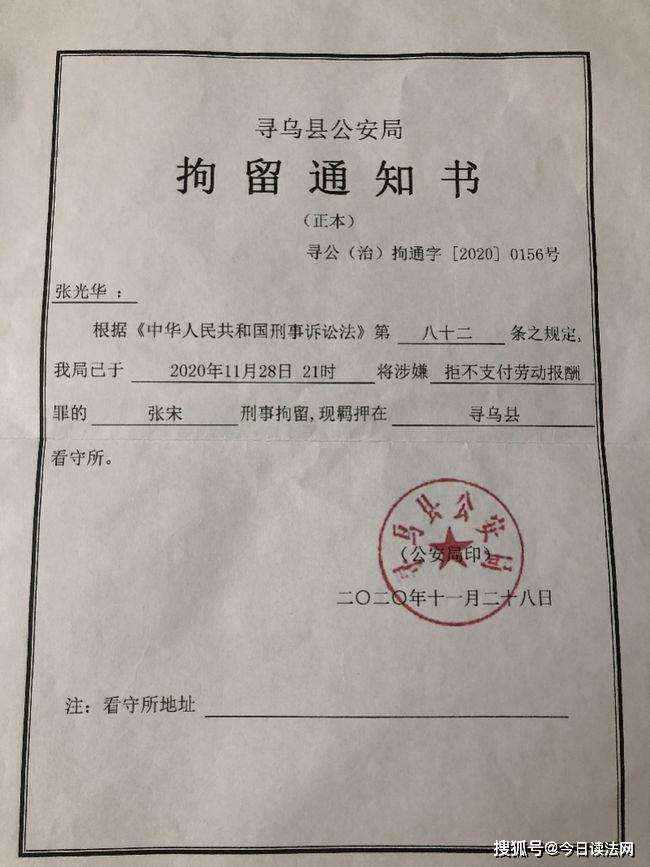 寻乌县公安局
拘留通知书
（正本）
寻公（治）拘通字［2020］0156号
张光华：
根据《中华人民共和国刑事诉讼法》第 八十二 条之规定，
我局已于 2020年11月28日 21时 将涉嫌 拒不支付劳动报酬
罪的 张宋 刑事拘留，现羁押在 寻乌县
看守所。
寻乌县公安局
（公安局印）
二〇二〇年十一月二十八日
注：看守所地址
搜狐号@今日读法网